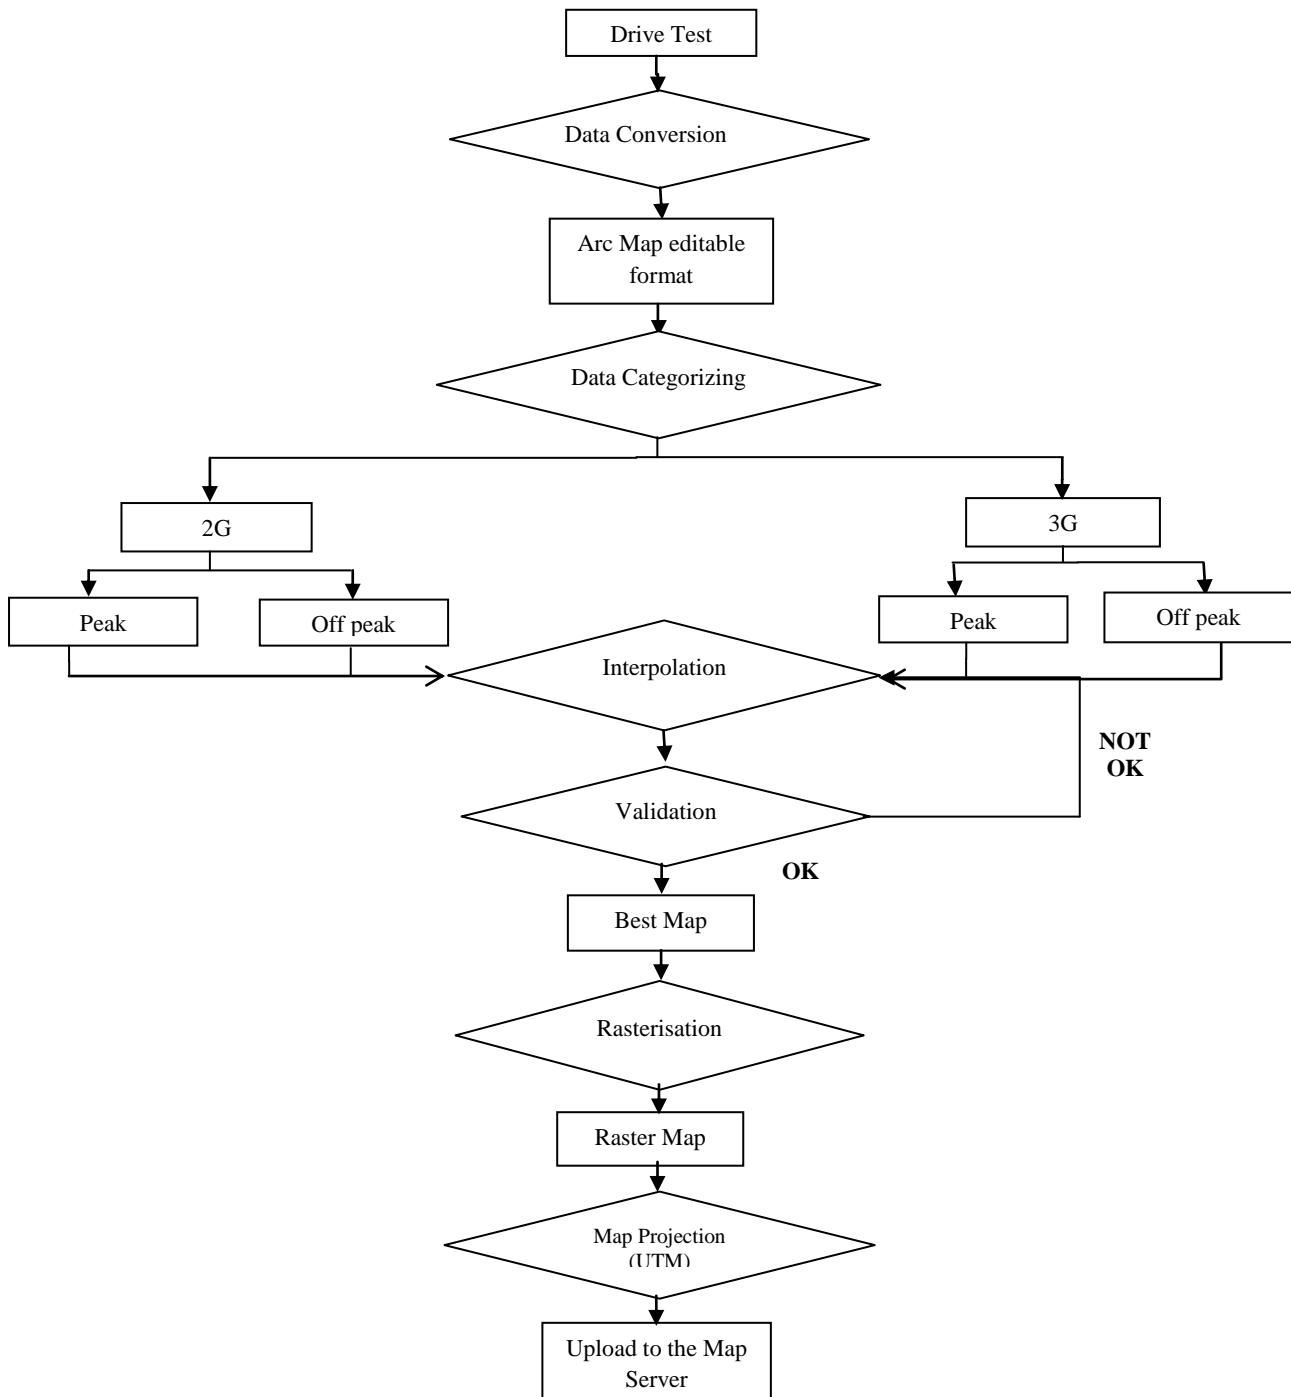 Drive Test
Data Conversion
Arc Map editable
format
Data Categorizing
2G
3G
Peak
Off peak
Peak
Off peak
Interpolation
NOT
OK
Validation
OK
Best Map
Rasterisation
Raster Map
Map Projection
(UTM)
Upload to the Map
Server